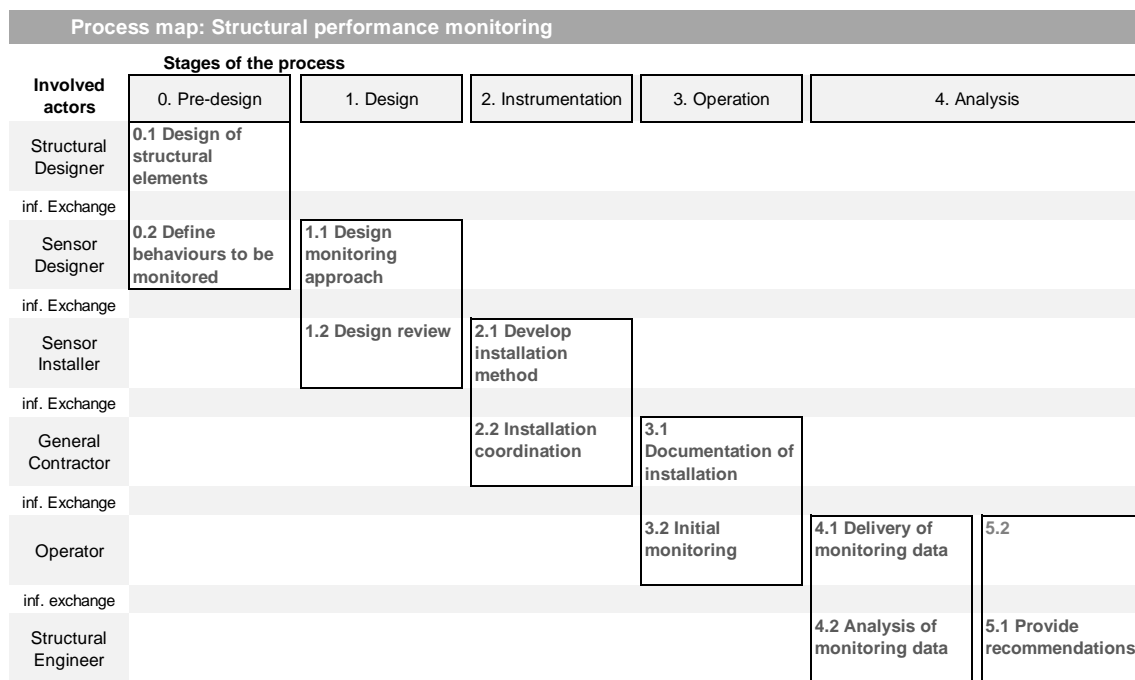 Process map: Structural performance monitoring
Stages of the process
Involved
actors
0. Pre-design
1. Design
2. Instrumentation
3. Operation
4. Analysis
Structural
Designer
0.1 Design of
structural
elements
inf. Exchange
Sensor
Designer
0.2 Define
behaviours to be
monitored
1.1 Design
monitoring
approach
inf. Exchange
Sensor
Installer
1.2 Design review
2.1 Develop
installation
method
inf. Exchange
General
Contractor
2.2 Installation
coordination
3.1
Documentation of
installation
inf. Exchange
Operator
3.2 Initial
monitoring
4.1 Delivery of
monitoring data
5.2
inf. exchange
Structural
Engineer
4.2 Analysis of
monitoring data
5.1 Provide
recommendations